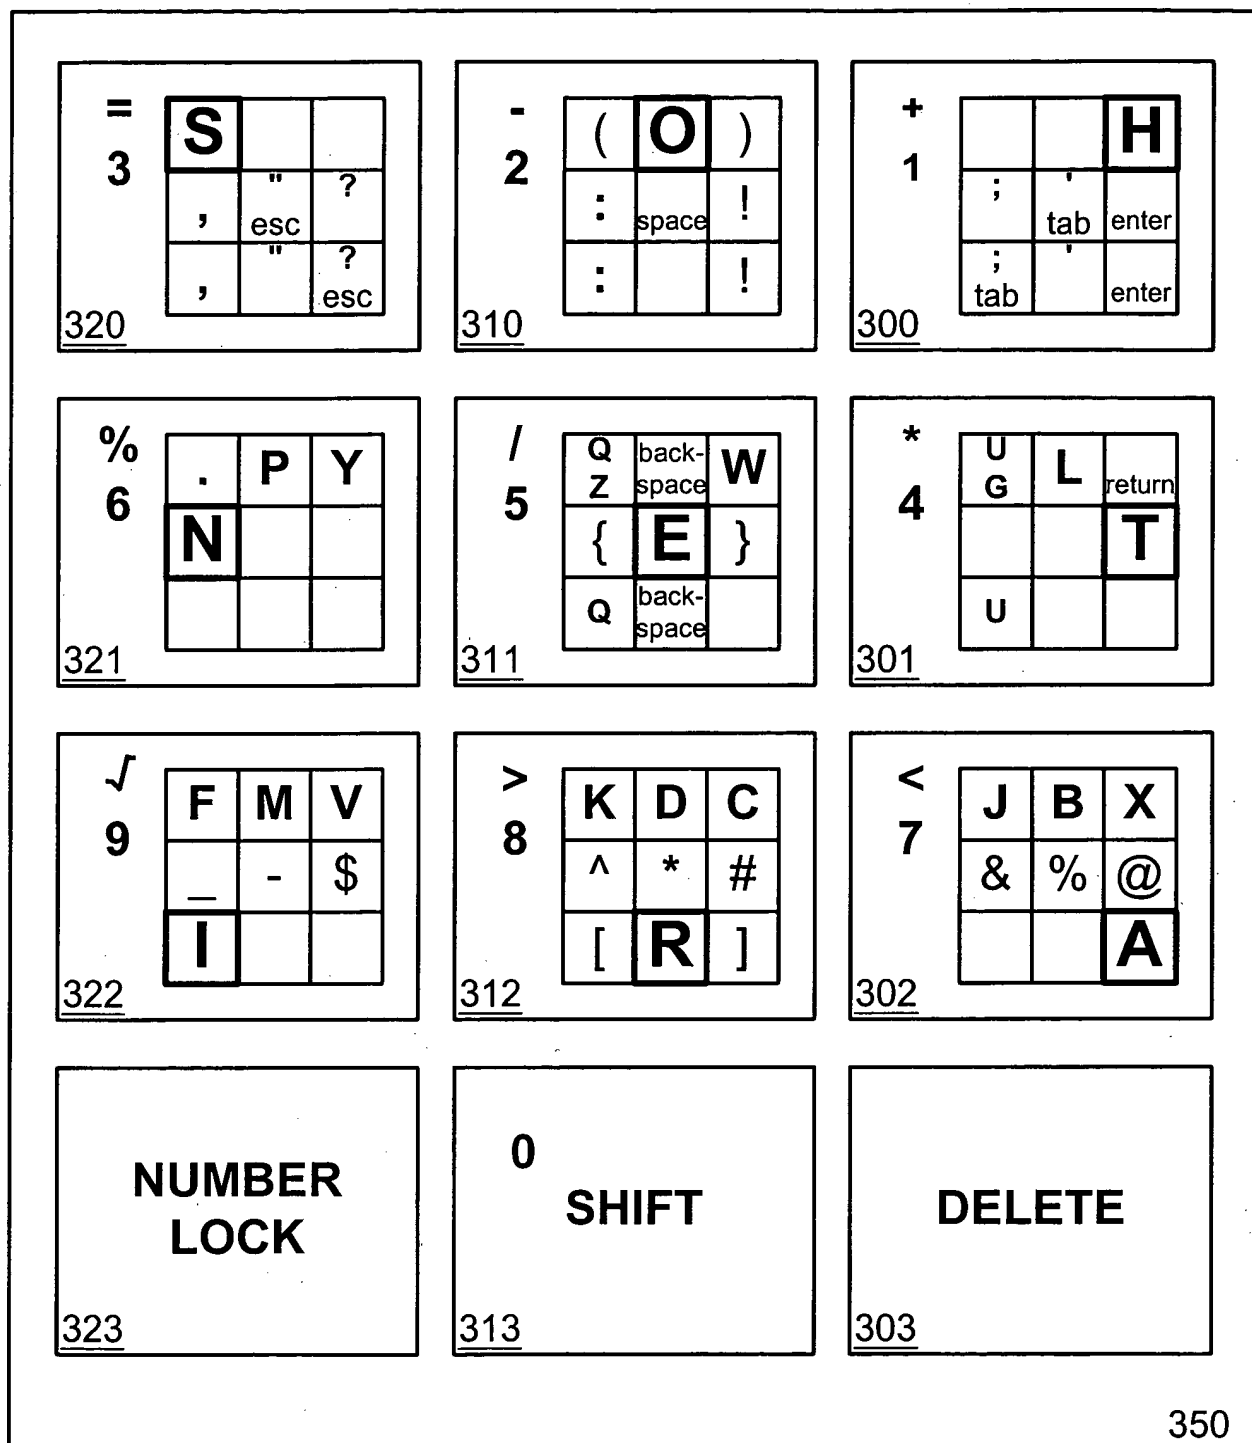 =
3
S
, " esc ?
, " ? esc
320
-
2
( O )
: space !
: !
310
+
1
H
; ' tab enter
; tab ' enter
300
%
6
. P Y
N
321
/
5
Q Z back-space W
{ E }
Q back-space
311
*
4
U G L return
T
U
301
√
9
F M V
_ - $
I
322
>
8
K D C
^ * #
[ R ]
312
<
7
J B X
& % @
A
302
NUMBER
LOCK
323
0
SHIFT
313
DELETE
303
350